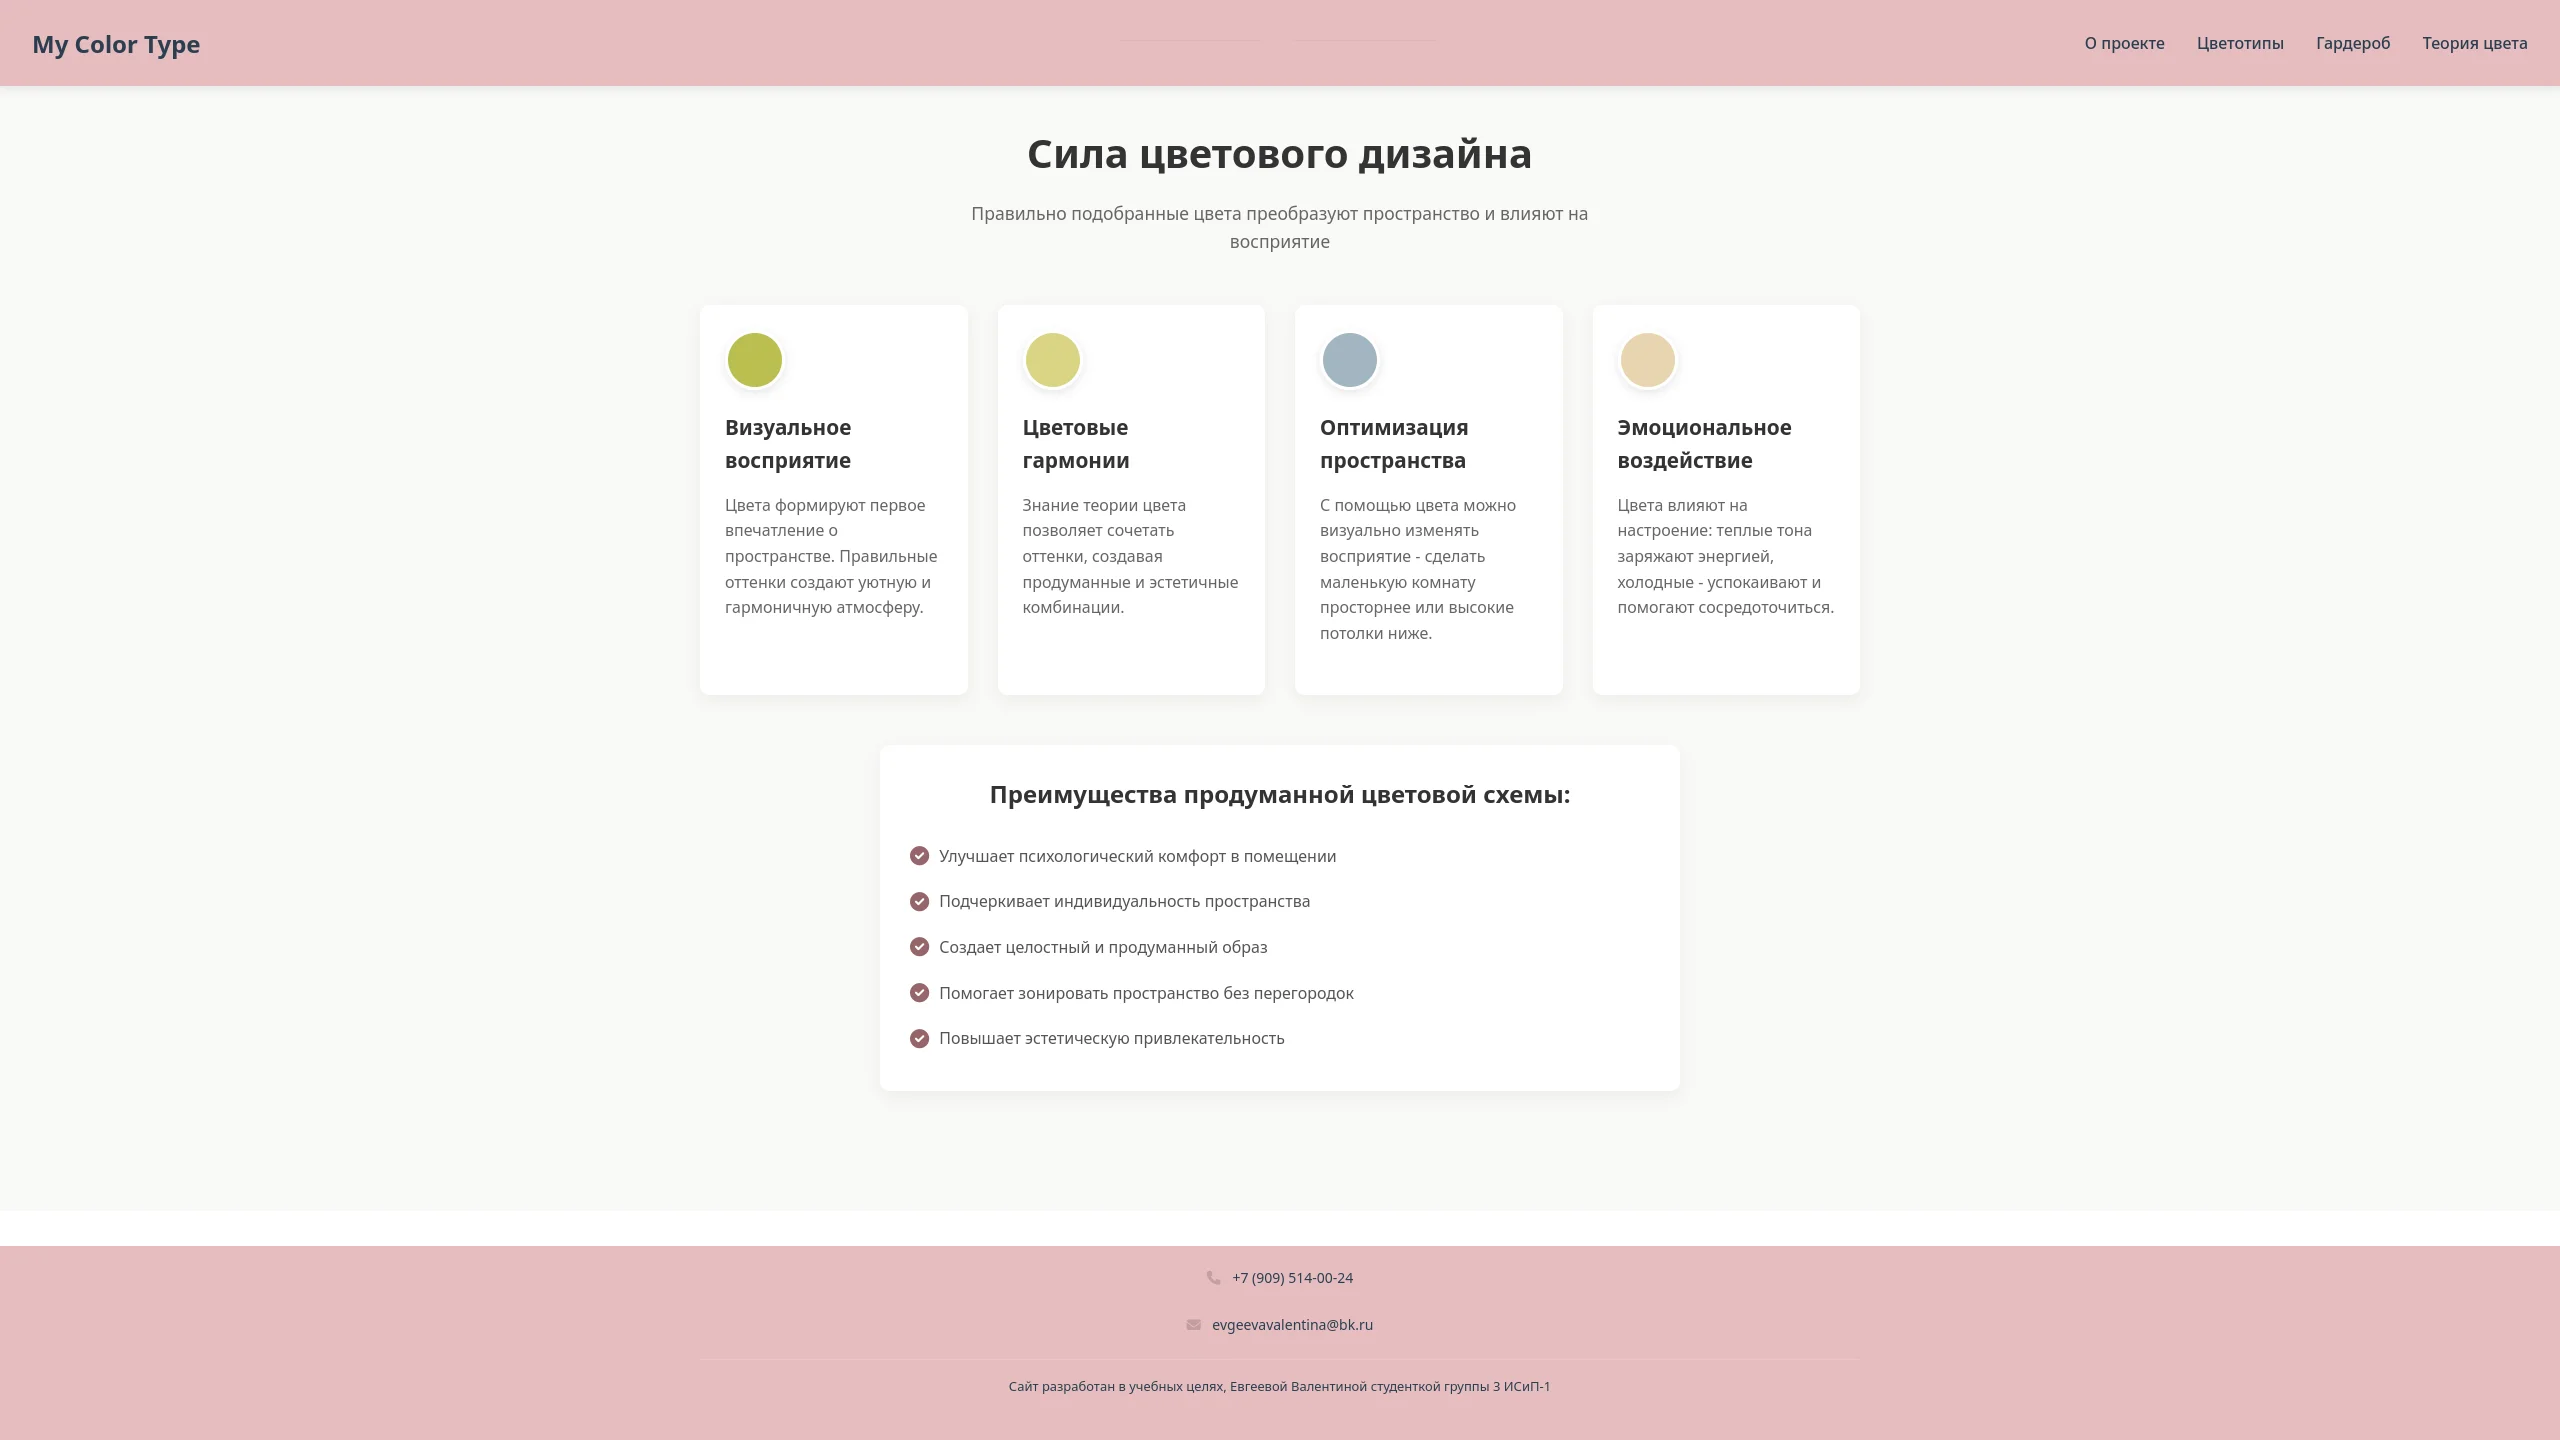 My Color Type
О проекте
Цветотипы
Гардероб
Теория цвета
Сила цветового дизайна
Правильно подобранные цвета преобразуют пространство и влияют на
восприятие
Визуальное
восприятие
Цвета формируют первое
впечатление о
пространстве. Правильные
оттенки создают уютную и
гармоничную атмосферу.
Цветовые
гармонии
Знание теории цвета
позволяет сочетать
оттенки, создавая
продуманные и эстетичные
комбинации.
Оптимизация
пространства
С помощью цвета можно
визуально изменять
восприятие - сделать
маленькую комнату
просторнее или высокие
потолки ниже.
Эмоциональное
воздействие
Цвета влияют на
настроение: теплые тона
заряжают энергией,
холодные - успокаивают и
помогают сосредоточиться.
Преимущества продуманной цветовой схемы:
Улучшает психологический комфорт в помещении
Подчеркивает индивидуальность пространства
Создает целостный и продуманный образ
Помогает зонировать пространство без перегородок
Повышает эстетическую привлекательность
+7 (909) 514-00-24
evgeevavalentina@bk.ru
Сайт разработан в учебных целях, Евгеевой Валентиной студенткой группы 3 ИСиП-1